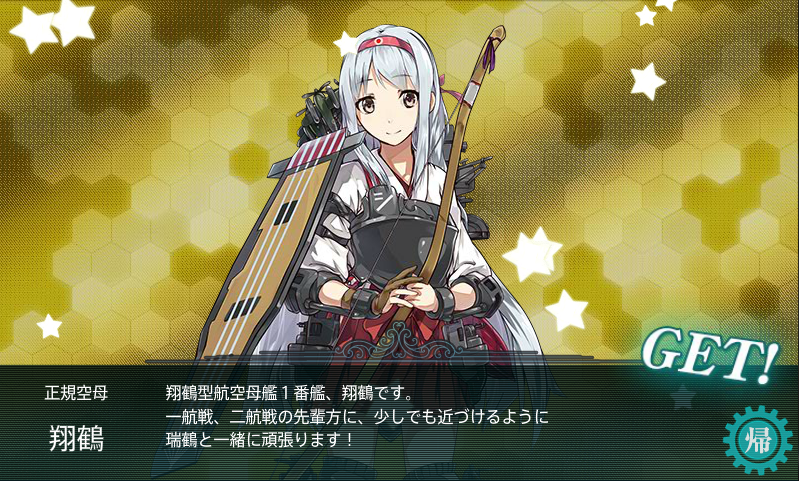 GET!
正規空母
翔鶴
翔鶴型航空母艦１番艦、翔鶴です。
一航戦、二航戦の先輩方に、少しでも近づけるように
瑞鶴と一緒に頑張ります！
帰